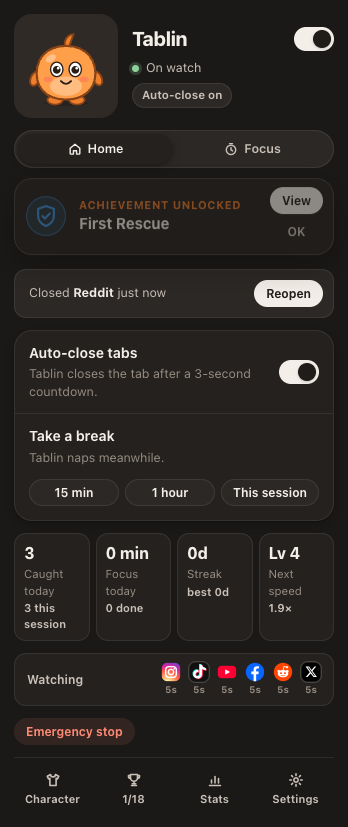 Tablin
On watch
Auto-close on
Home
Focus
ACHIEVEMENT UNLOCKED
First Rescue
View
OK
Closed Reddit just now
Reopen
Auto-close tabs
Tablin closes the tab after a 3-second
countdown.
Take a break
Tablin naps meanwhile.
15 min
1 hour
This session
3
Caught
today
3 this
session
0 min
Focus
today
0 done
0d
Streak
best 0d
Lv 4
Next
speed
1.9×
Watching
5s
5s
5s
5s
5s
5s
Emergency stop
Character
1/18
Stats
Settings